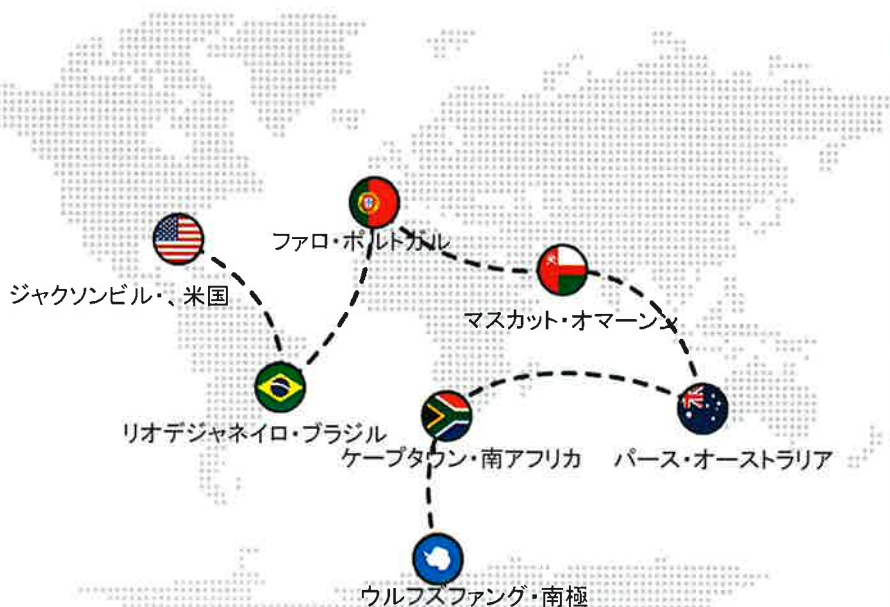 ファロ・ポルトガル
ジャクソンビル・、米国
マスカット・オマーン
リオデジャネイロ・ブラジル
ケープタウン・南アフリカ
パース・オーストラリア
ウルフズファング・南極